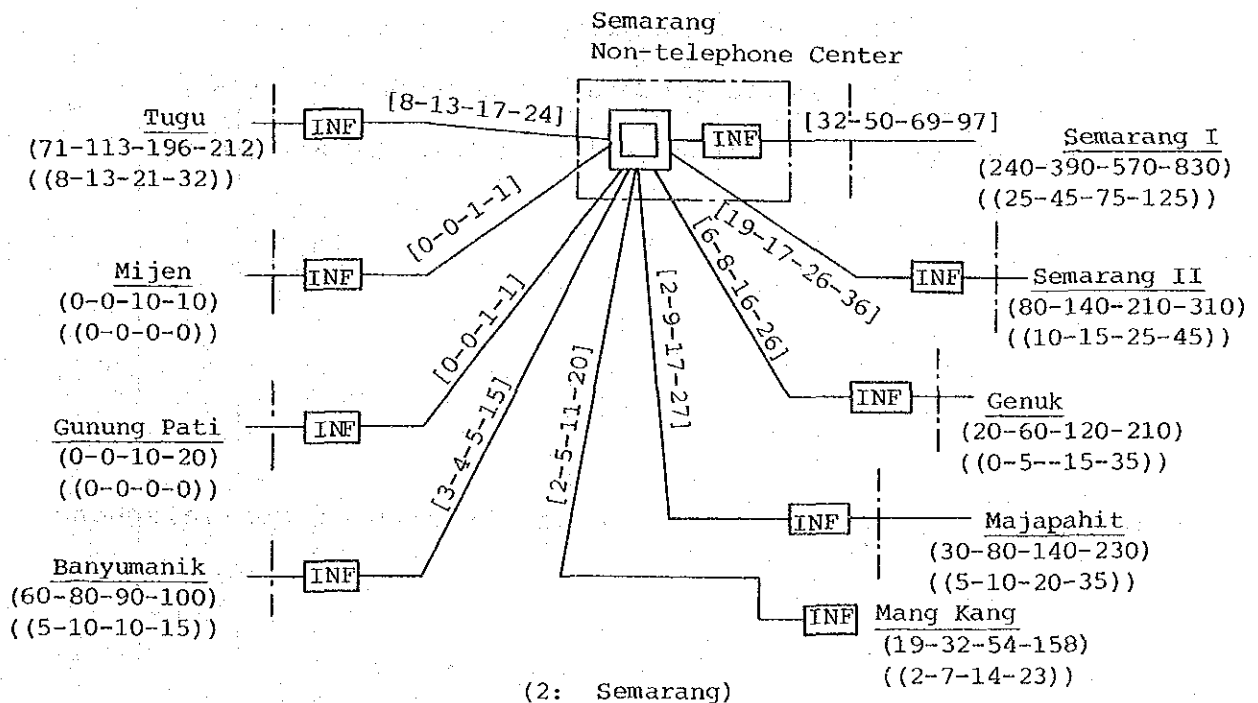 Semarang
Non-telephone Center
Tugu
(71-113-196-212)
((8-13-21-32))
INF
[8-13-17-24]
INF
[32-50-69-97]
Semarang I
(240-390-570-830)
((25-45-75-125))
Mijen
(0-0-10-10)
((0-0-0-0))
INF
[0-0-1-1]
[19-17-26-36]
INF
Semarang II
(80-140-210-310)
((10-15-25-45))
Gunung Pati
(0-0-10-20)
((0-0-0-0))
INF
[0-0-1-1]
[6-8-16-26]
INF
Genuk
(20-60-120-210)
((0-5--15-35))
Banyumanik
(60-80-90-100)
((5-10-10-15))
INF
[3-4-5-15]
[2-5-11-20]
[2-9-17-27]
INF
Majapahit
(30-80-140-230)
((5-10-20-35))
INF
Mang Kang
(19-32-54-158)
((2-7-14-23))
(2: Semarang)